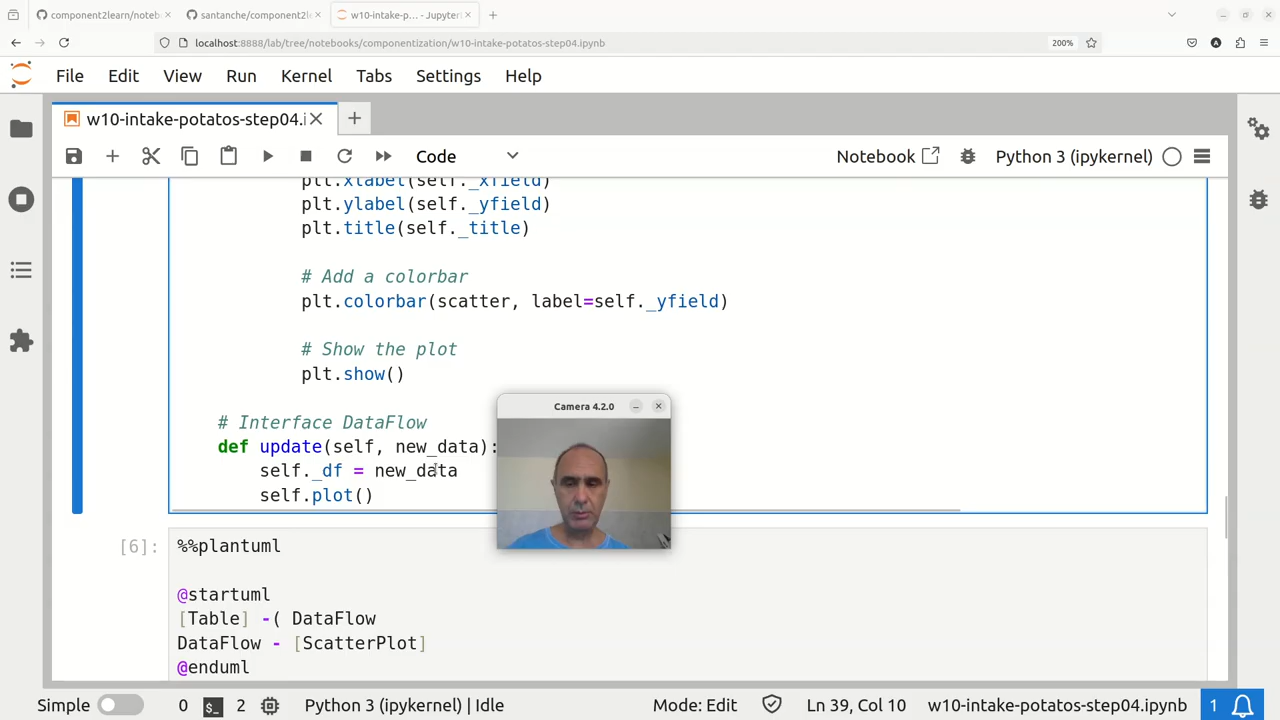 component2learn/noteb
santanche/component2l
w10-intake-p... - Jupyter
localhost:8888/lab/tree/notebooks/componentization/w10-intake-potatos-step04.ipynb
200%
File Edit View Run Kernel Tabs Settings Help
w10-intake-potatos-step04.i
Code
Notebook
Python 3 (ipykernel)
plt.xlabel(self._xfield)
plt.ylabel(self._yfield)
plt.title(self._title)
# Add a colorbar
plt.colorbar(scatter, label=self._yfield)
# Show the plot
plt.show()
Camera 4.2.0
# Interface DataFlow
def update(self, new_data):
self._df = new_data
self.plot()
[6]:
%%plantuml
@startuml
[Table] -( DataFlow
DataFlow - [ScatterPlot]
@enduml
Simple 0 $_ 2 Python 3 (ipykernel) | Idle Mode: Edit Ln 39, Col 10 w10-intake-potatos-step04.ipynb 1